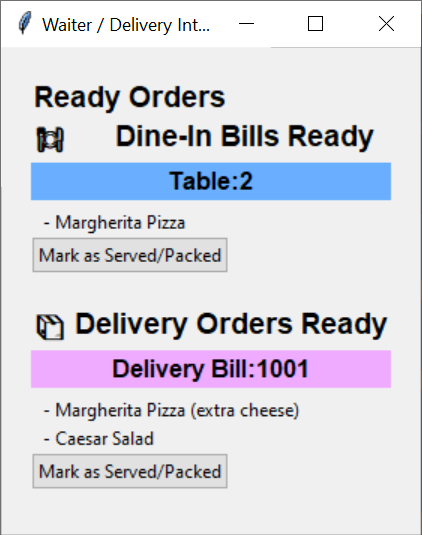 Waiter / Delivery Int...
Ready Orders
Dine-In Bills Ready
Table:2
- Margherita Pizza
Mark as Served/Packed
Delivery Orders Ready
Delivery Bill:1001
- Margherita Pizza (extra cheese)
- Caesar Salad
Mark as Served/Packed